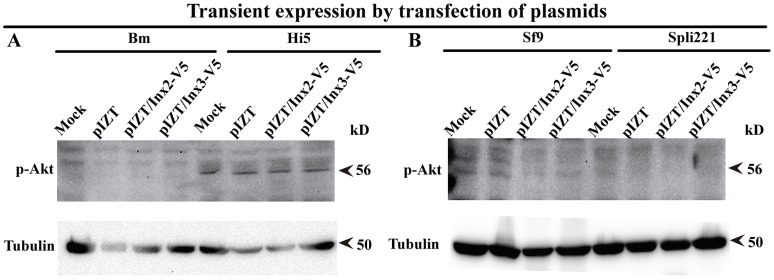 Transient expression by transfection of plasmids
A Bm Hi5
Mock pIZT pIZT/Inx2-V5 pIZT/Inx3-V5 Mock pIZT pIZT/Inx2-V5 pIZT/Inx3-V5 kD
p-Akt 56
Tubulin 50
B Sf9 Spli221
Mock pIZT pIZT/Inx2-V5 pIZT/Inx3-V5 Mock pIZT pIZT/Inx2-V5 pIZT/Inx3-V5 kD
p-Akt 56
Tubulin 50